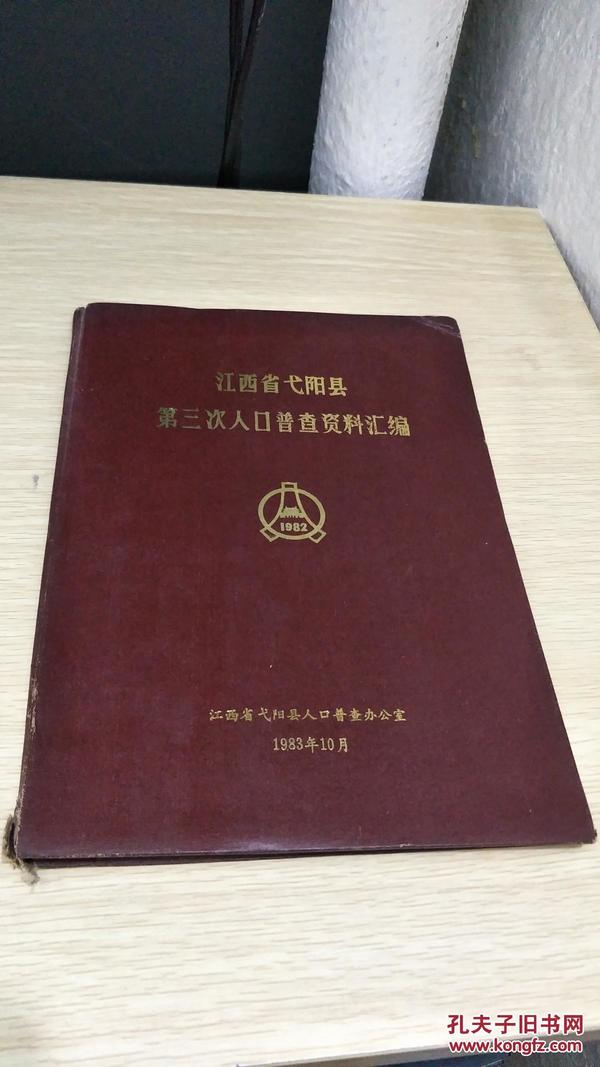 江西省弋阳县
第三次人口普查资料汇编
1982
江西省弋阳县人口普查办公室
1983年10月
孔夫子旧书网
www.kongfz.com